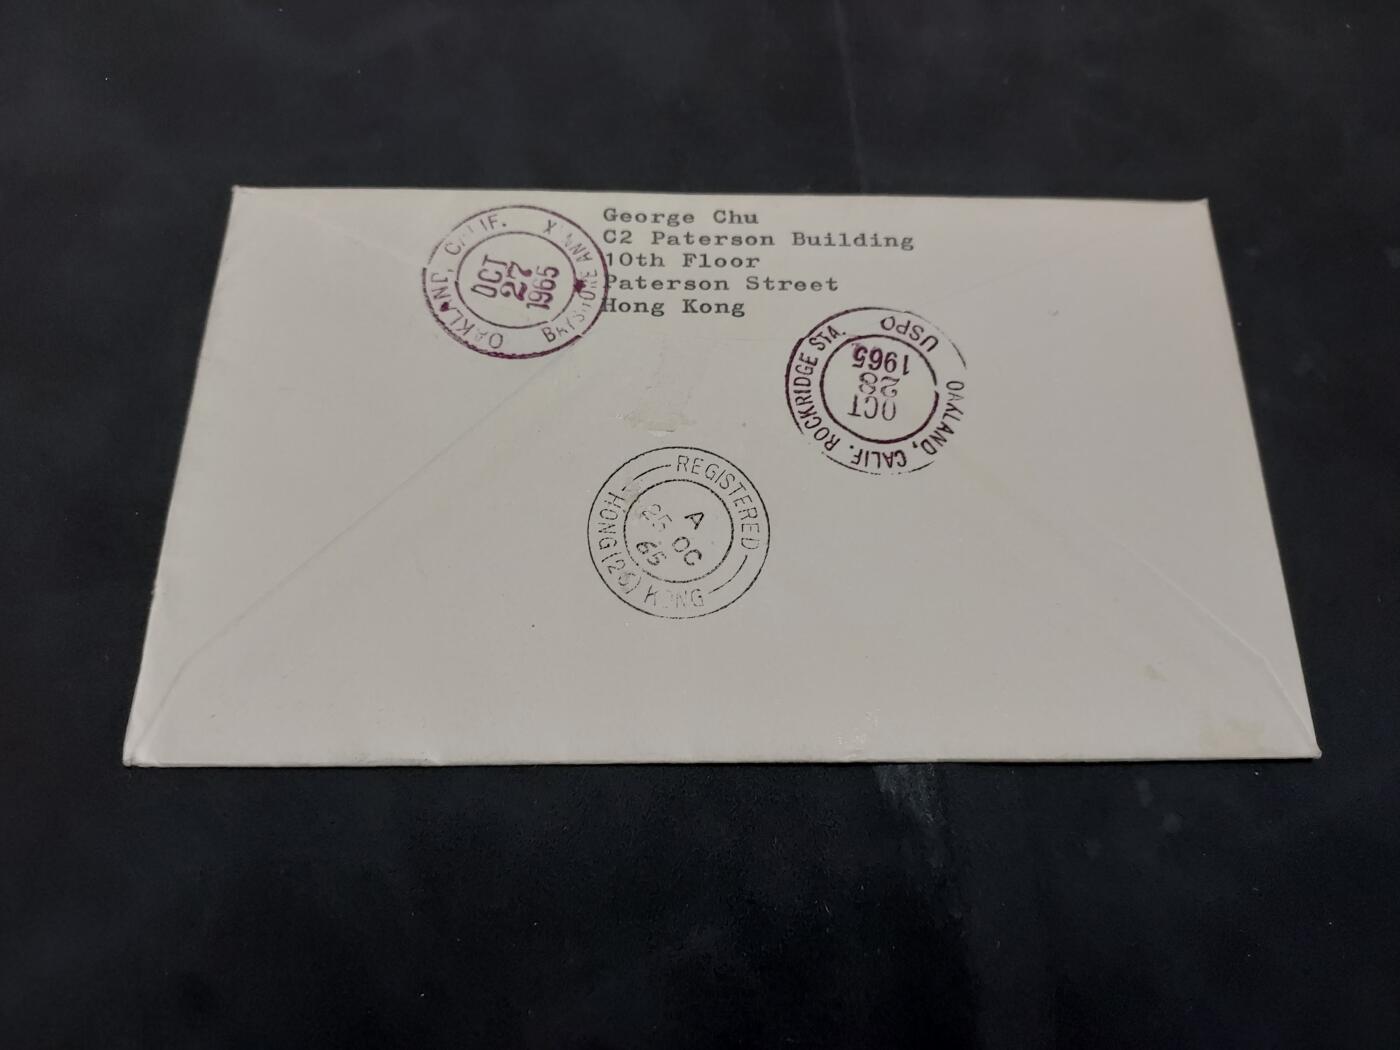 George Chu
C2 Paterson Building
10th Floor
Paterson Street
Hong Kong
OAKLAND, CALIF. BAYSHORE ANNEX
OCT
27
1965
OAKLAND, CALIF. ROCKRIDGE STA.
USPO
OCT
28
1965
REGISTERED
HONG KONG
A
25 OC
65